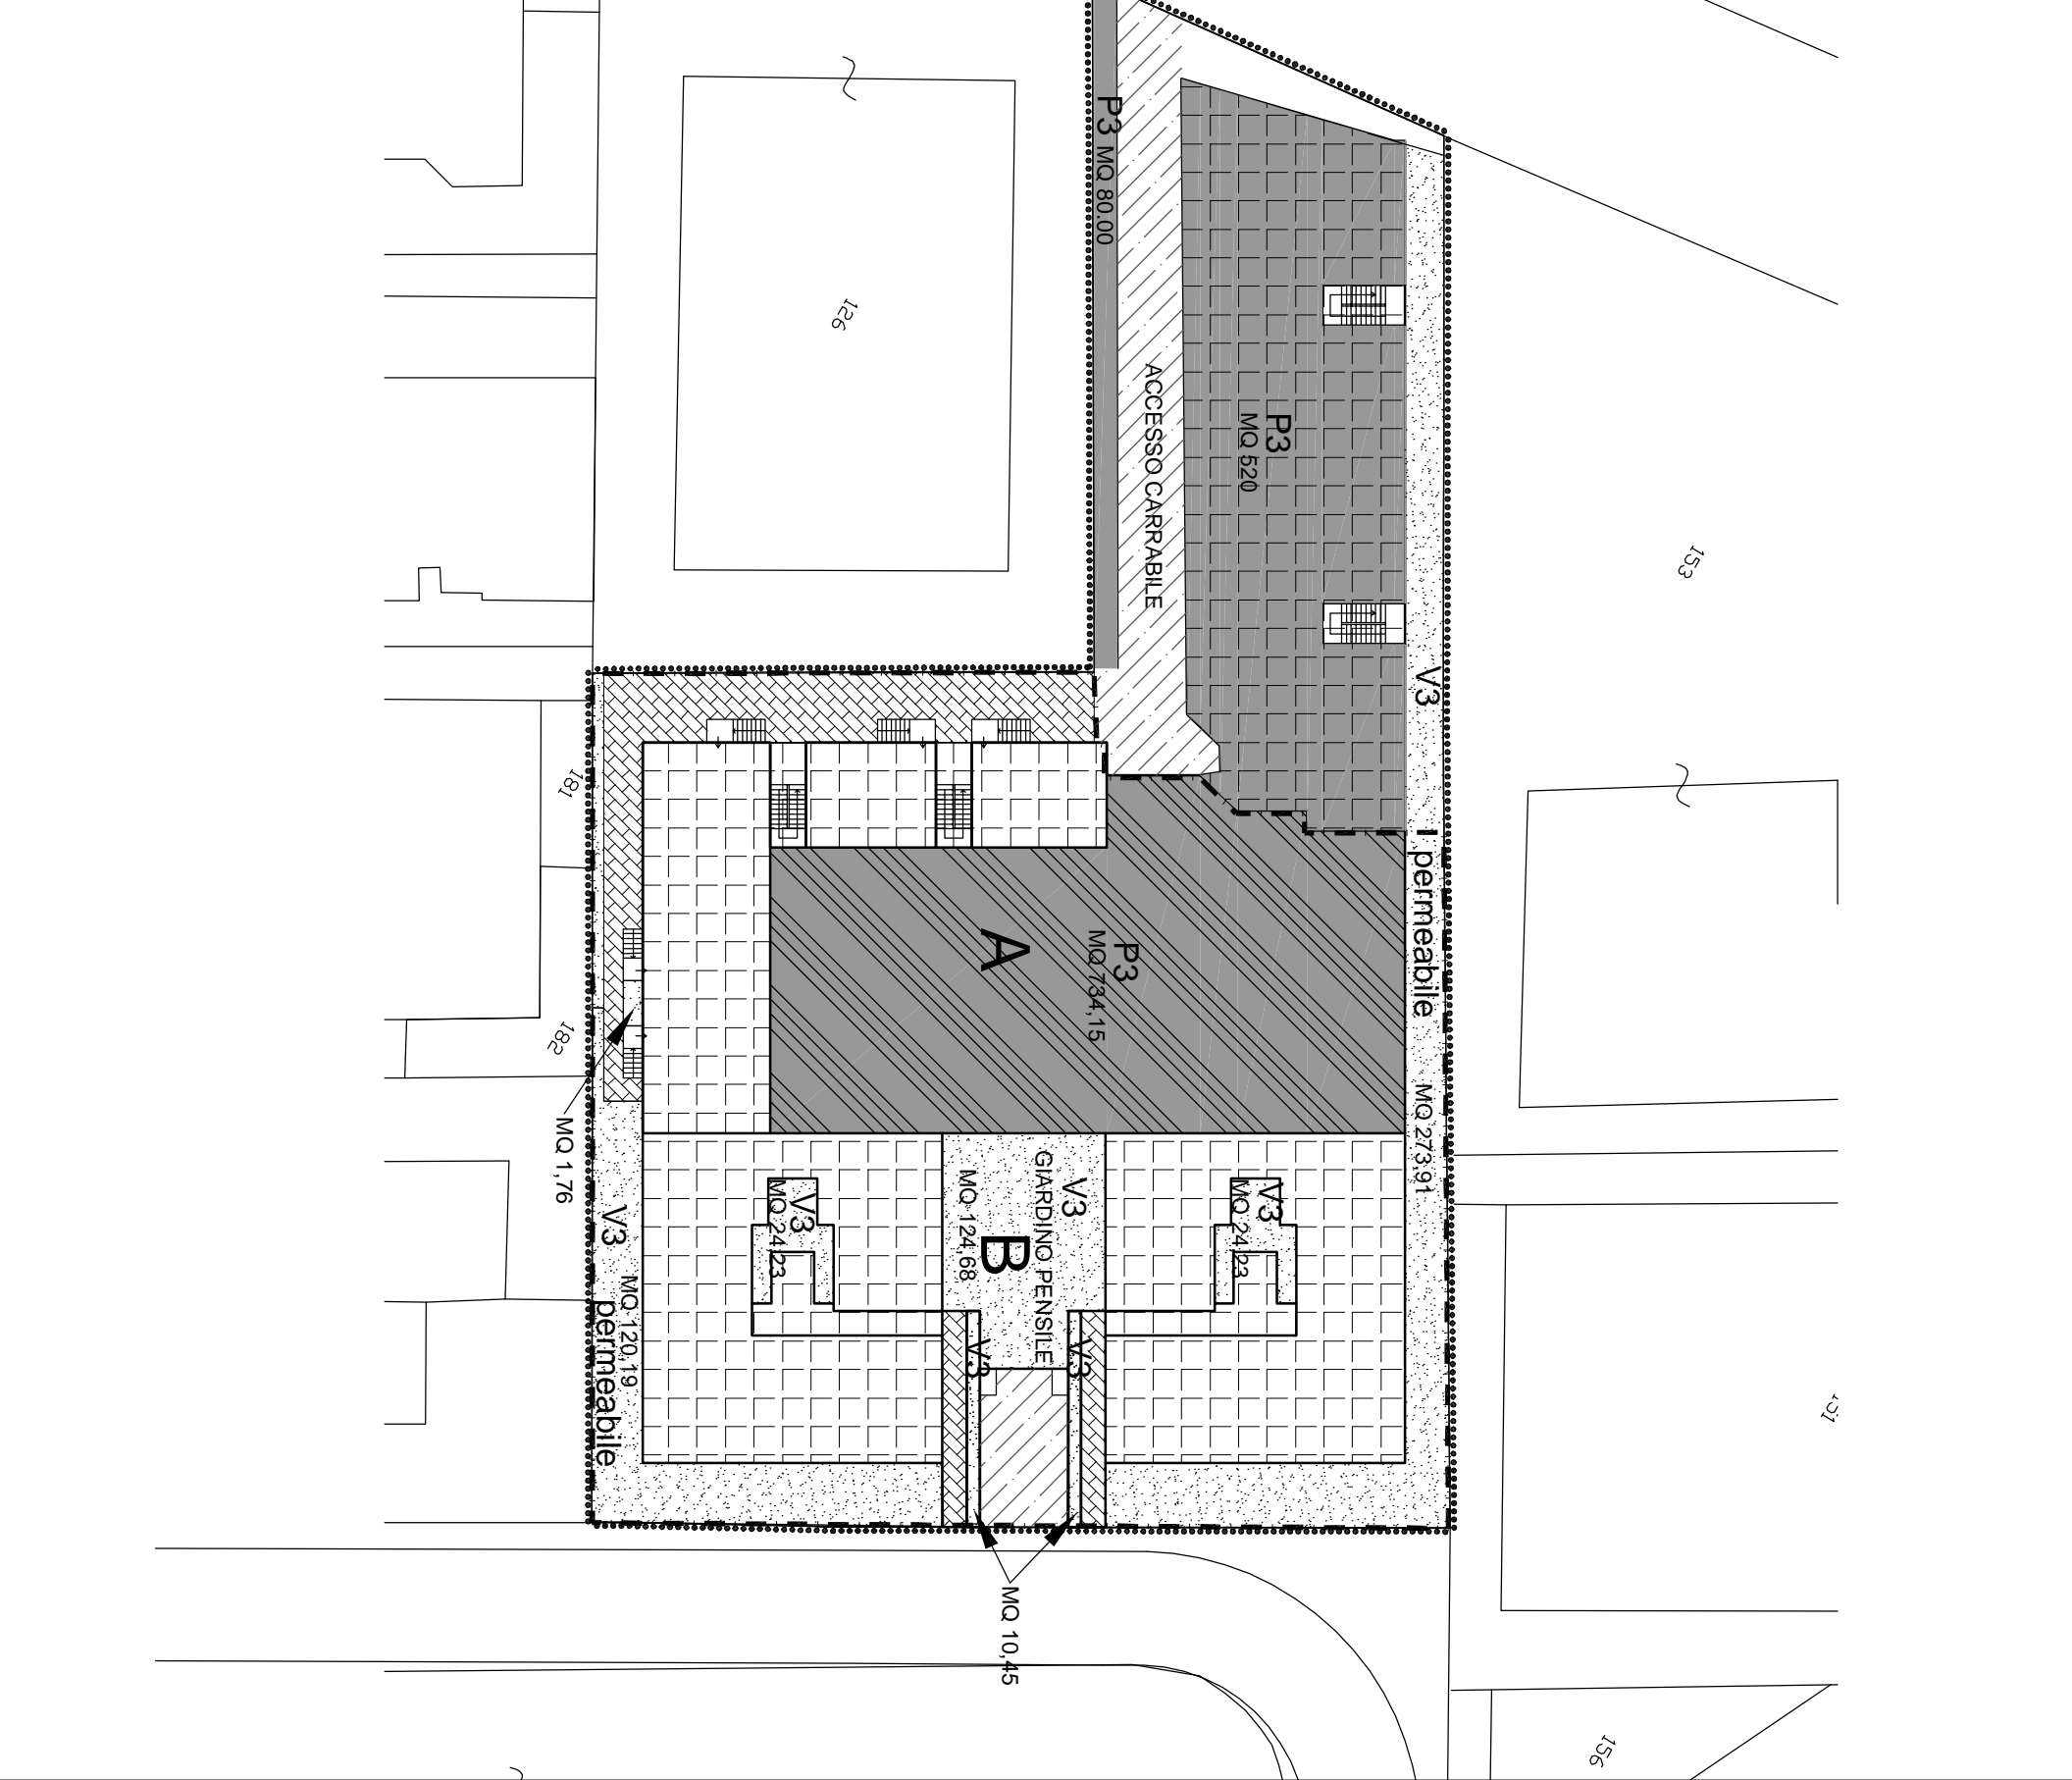 P3 MQ 80.00
126
ACCESSO CARRABILE
P3
MQ 520
153
V3
permeabile
MQ 273,91
181
182
A
P3
MQ 734,15
MQ 1,76
V3
MQ 120,19
permeabile
V3
MQ 24,23
V3
GIARDINO PENSILE
MQ 124,68
B
V3
MQ 24,23
V3
V3
151
MQ 10,45
156